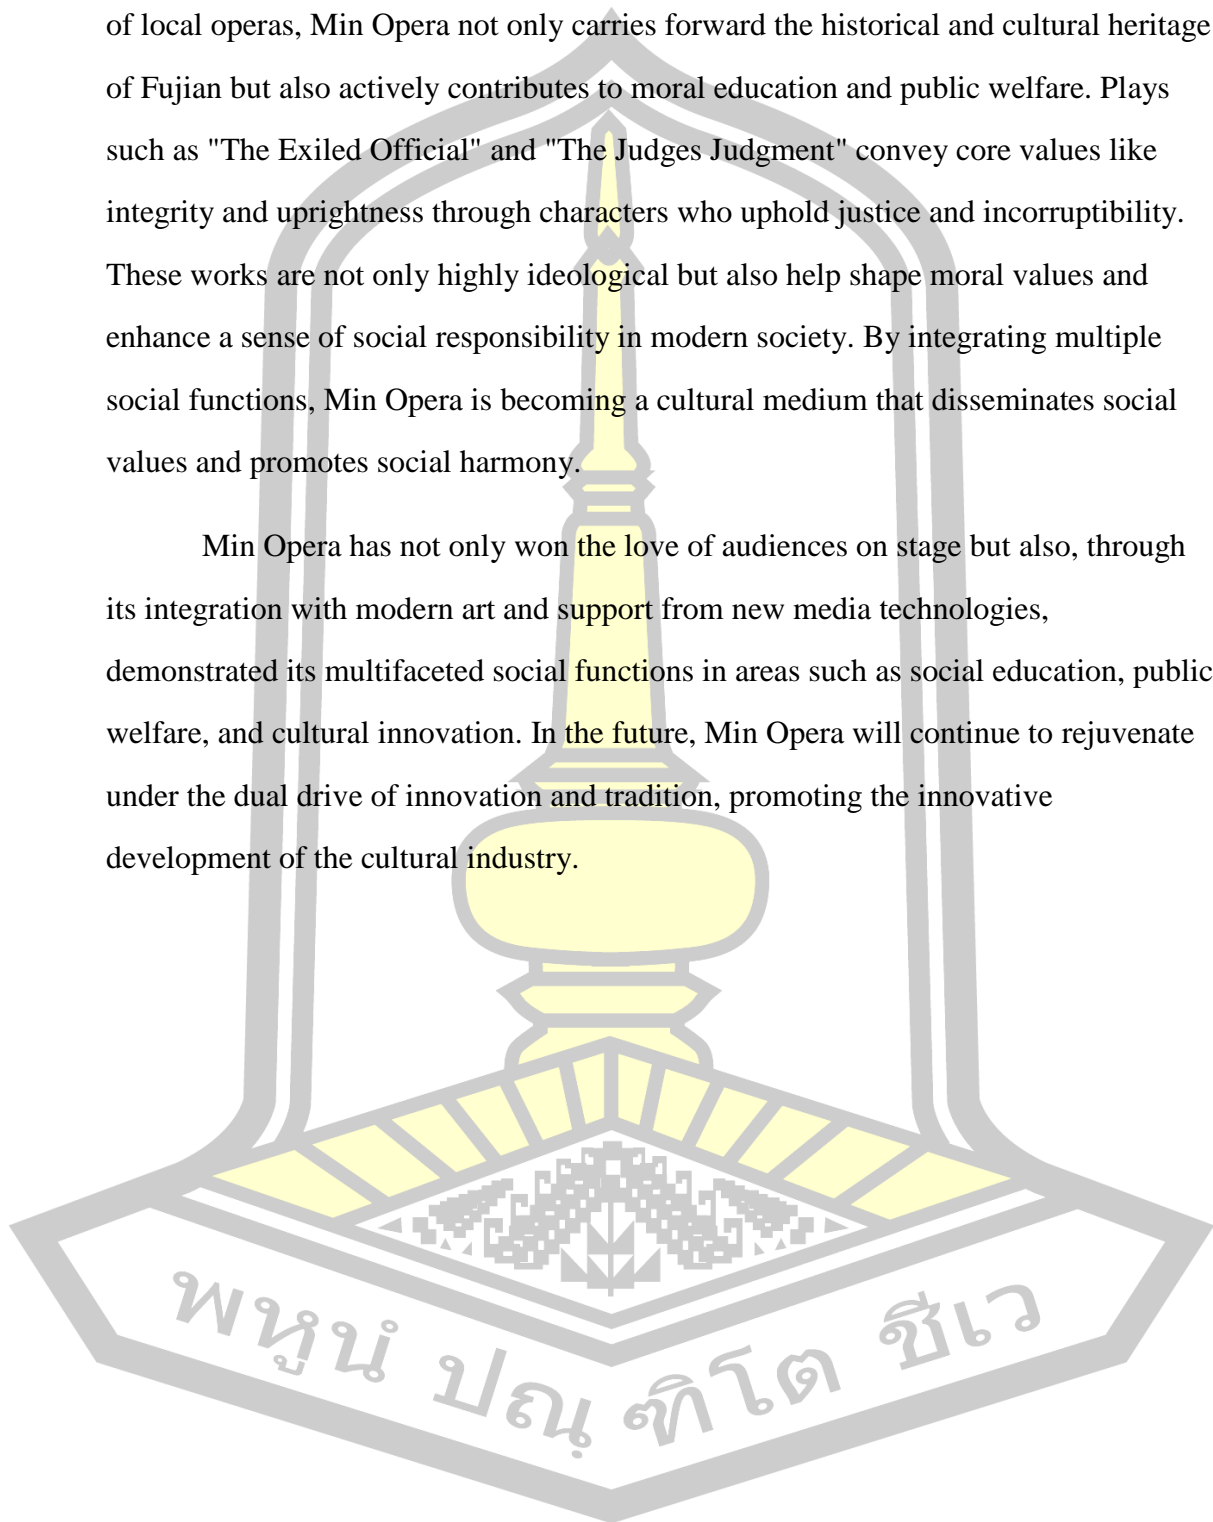 of local operas, Min Opera not only carries forward the historical and cultural heritage
of Fujian but also actively contributes to moral education and public welfare. Plays
such as "The Exiled Official" and "The Judges Judgment" convey core values like
integrity and uprightness through characters who uphold justice and incorruptibility.
These works are not only highly ideological but also help shape moral values and
enhance a sense of social responsibility in modern society. By integrating multiple
social functions, Min Opera is becoming a cultural medium that disseminates social
values and promotes social harmony.
Min Opera has not only won the love of audiences on stage but also, through
its integration with modern art and support from new media technologies,
demonstrated its multifaceted social functions in areas such as social education, public
welfare, and cultural innovation. In the future, Min Opera will continue to rejuvenate
under the dual drive of innovation and tradition, promoting the innovative
development of the cultural industry.
พหูนํ ปณฺ ฑิโต ชีเว